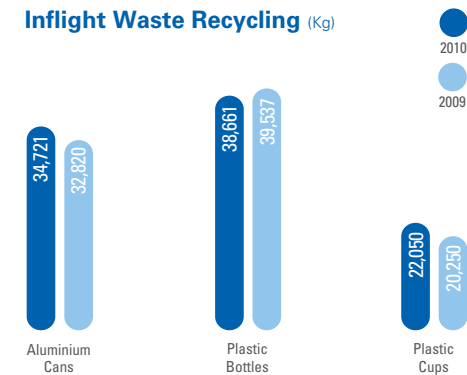 Inflight Waste Recycling (Kg)
2010
2009
34,721
32,820
38,661
39,537
22,050
20,250
Aluminium
Cans
Plastic
Bottles
Plastic
Cups